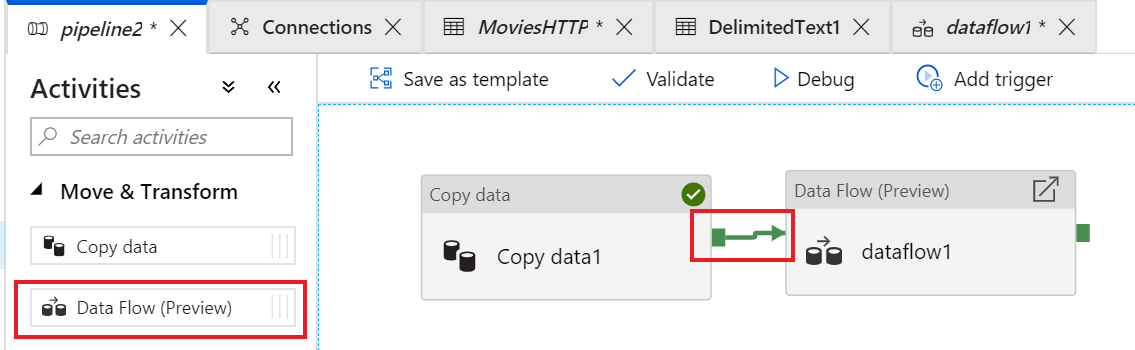 pipeline2 *
Connections
MoviesHTTP *
DelimitedText1
dataflow1 *
Activities
Save as template
Validate
Debug
Add trigger
Search activities
Move & Transform
Copy data
Data Flow (Preview)
Copy data
Copy data1
Data Flow (Preview)
dataflow1